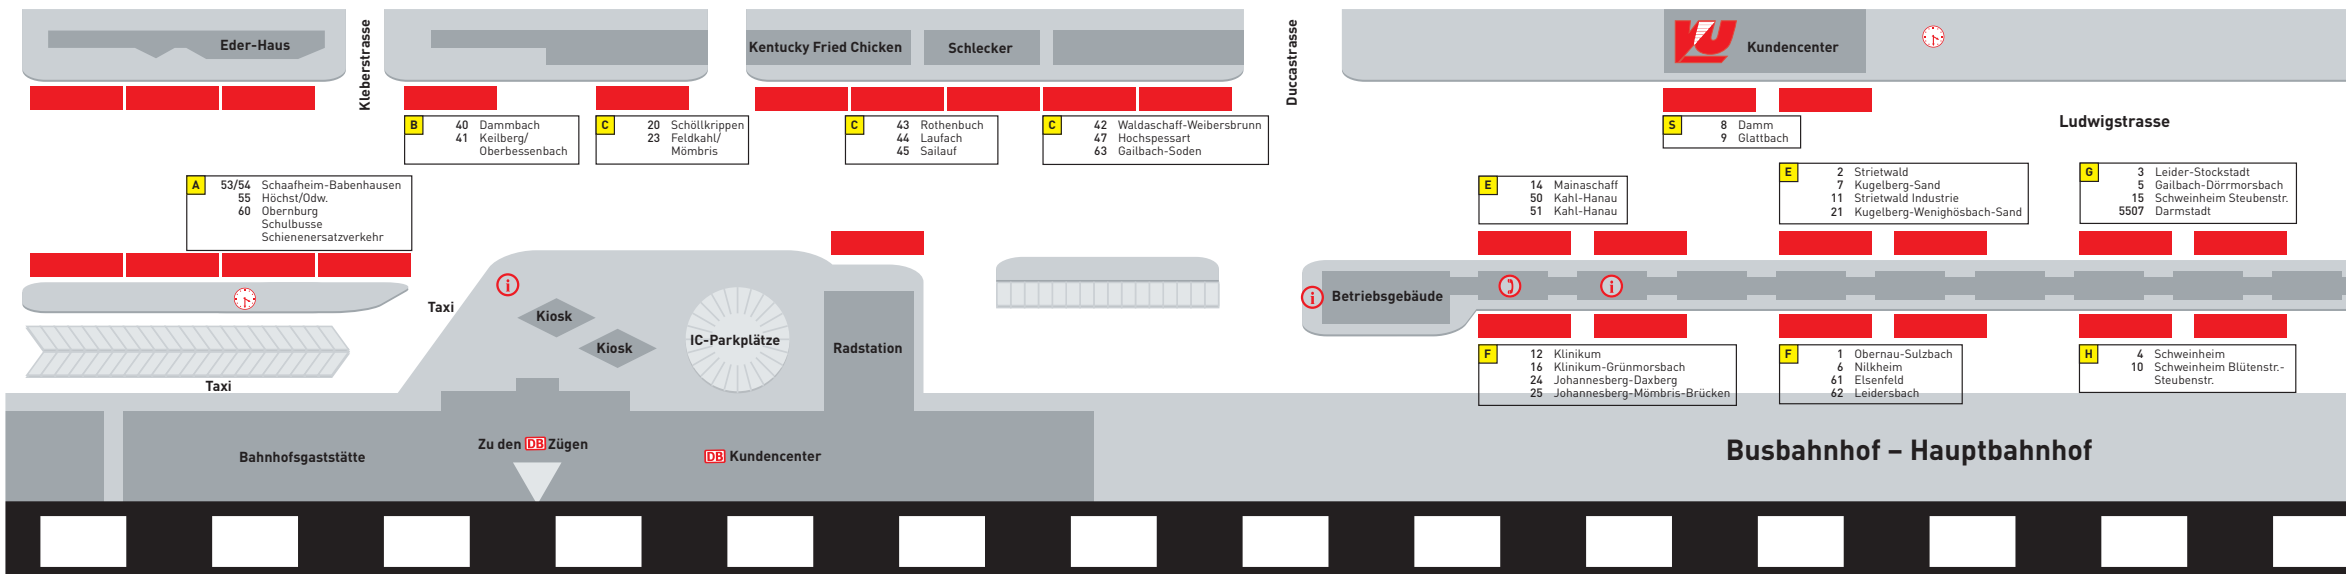 Eder-Haus
Kleberstrasse
Kentucky Fried Chicken
Schlecker
Duccastrasse
VU
Kundencenter
Ludwigstrasse
B 40 Dammbach
41 Keilberg/
Oberbessenbach
C 20 Schöllkrippen
23 Feldkahl/
Mömbris
C 43 Rothenbuch
44 Laufach
45 Sailauf
C 42 Waldaschaff-Weibersbrunn
47 Hochspessart
63 Gailbach-Soden
S 8 Damm
9 Glattbach
A 53/54 Schaafheim-Babenhausen
55 Höchst/Odw.
60 Obernburg
Schulbusse
Schienenersatzverkehr
E 14 Mainaschaff
50 Kahl-Hanau
51 Kahl-Hanau
E 2 Strietwald
7 Kugelberg-Sand
11 Strietwald Industrie
21 Kugelberg-Wenighösbach-Sand
G 3 Leider-Stockstadt
5 Gailbach-Dörrmorsbach
15 Schweinheim Steubenstr.
5507 Darmstadt
Taxi
i
Kiosk
Kiosk
IC-Parkplätze
Radstation
i
Betriebsgebäude
i
Taxi
F 12 Klinikum
16 Klinikum-Grünmorsbach
24 Johannesberg-Daxberg
25 Johannesberg-Mömbris-Brücken
F 1 Obernau-Sulzbach
6 Nilkheim
61 Elsenfeld
62 Leidersbach
H 4 Schweinheim
10 Schweinheim Blütenstr.-
Steubenstr.
Bahnhofsgaststätte
Zu den DB Zügen
DB Kundencenter
Busbahnhof – Hauptbahnhof